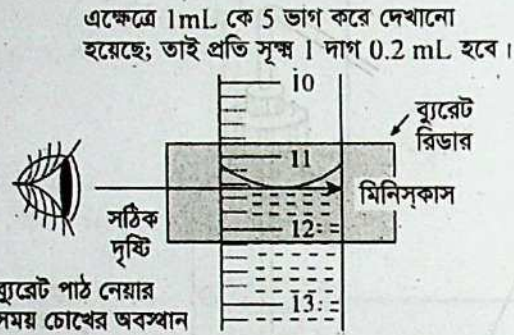 এক্ষেত্রে 1mL কে 5 ভাগ করে দেখানো
হয়েছে; তাই প্রতি সূক্ষ্ম 1 দাগ 0.2 mL হবে।
10
ব্যুরেট
রিডার
11
মিনিস্কাস
সঠিক
দৃষ্টি
12
ব্যুরেট পাঠ নেয়ার
সময় চোখের অবস্থান
13